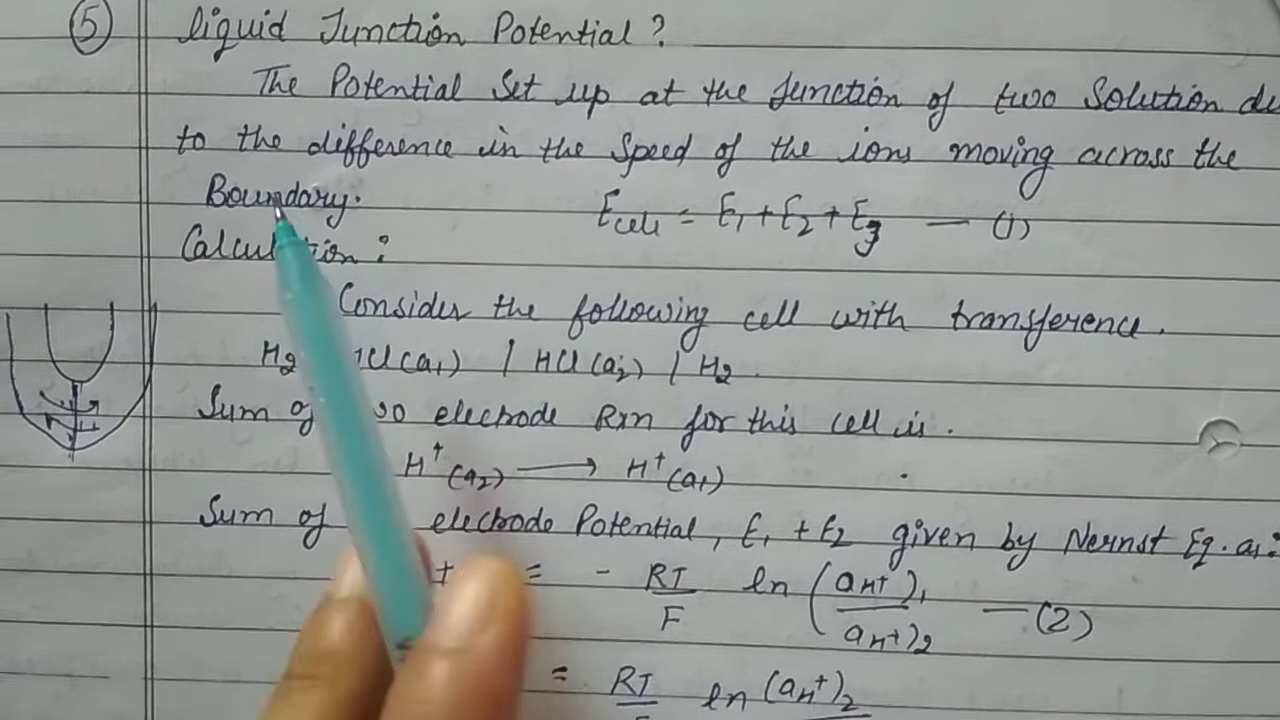 ⑤ liquid Junction Potential?
The Potential Set up at the junction of two Solution
to the difference in the Speed of the ions moving across the
Boundary.
Ecell = E₁ + E₂ + E₃ — (1)
:
Consider the following cell with transference.
H₂ (a₁) | HCl (a₂) | H₂.
Sum of electrode Rxn for this cell is.
H⁺(a₂) ⟶ H⁺(a₁)
Sum of electrode Potential, E₁ + E₂ given by Nernst Eq. as:
+ = - RT/F ln (aH⁺)₁/(aH⁺)₂ — (2)
= RT/F ln (aH⁺)₂